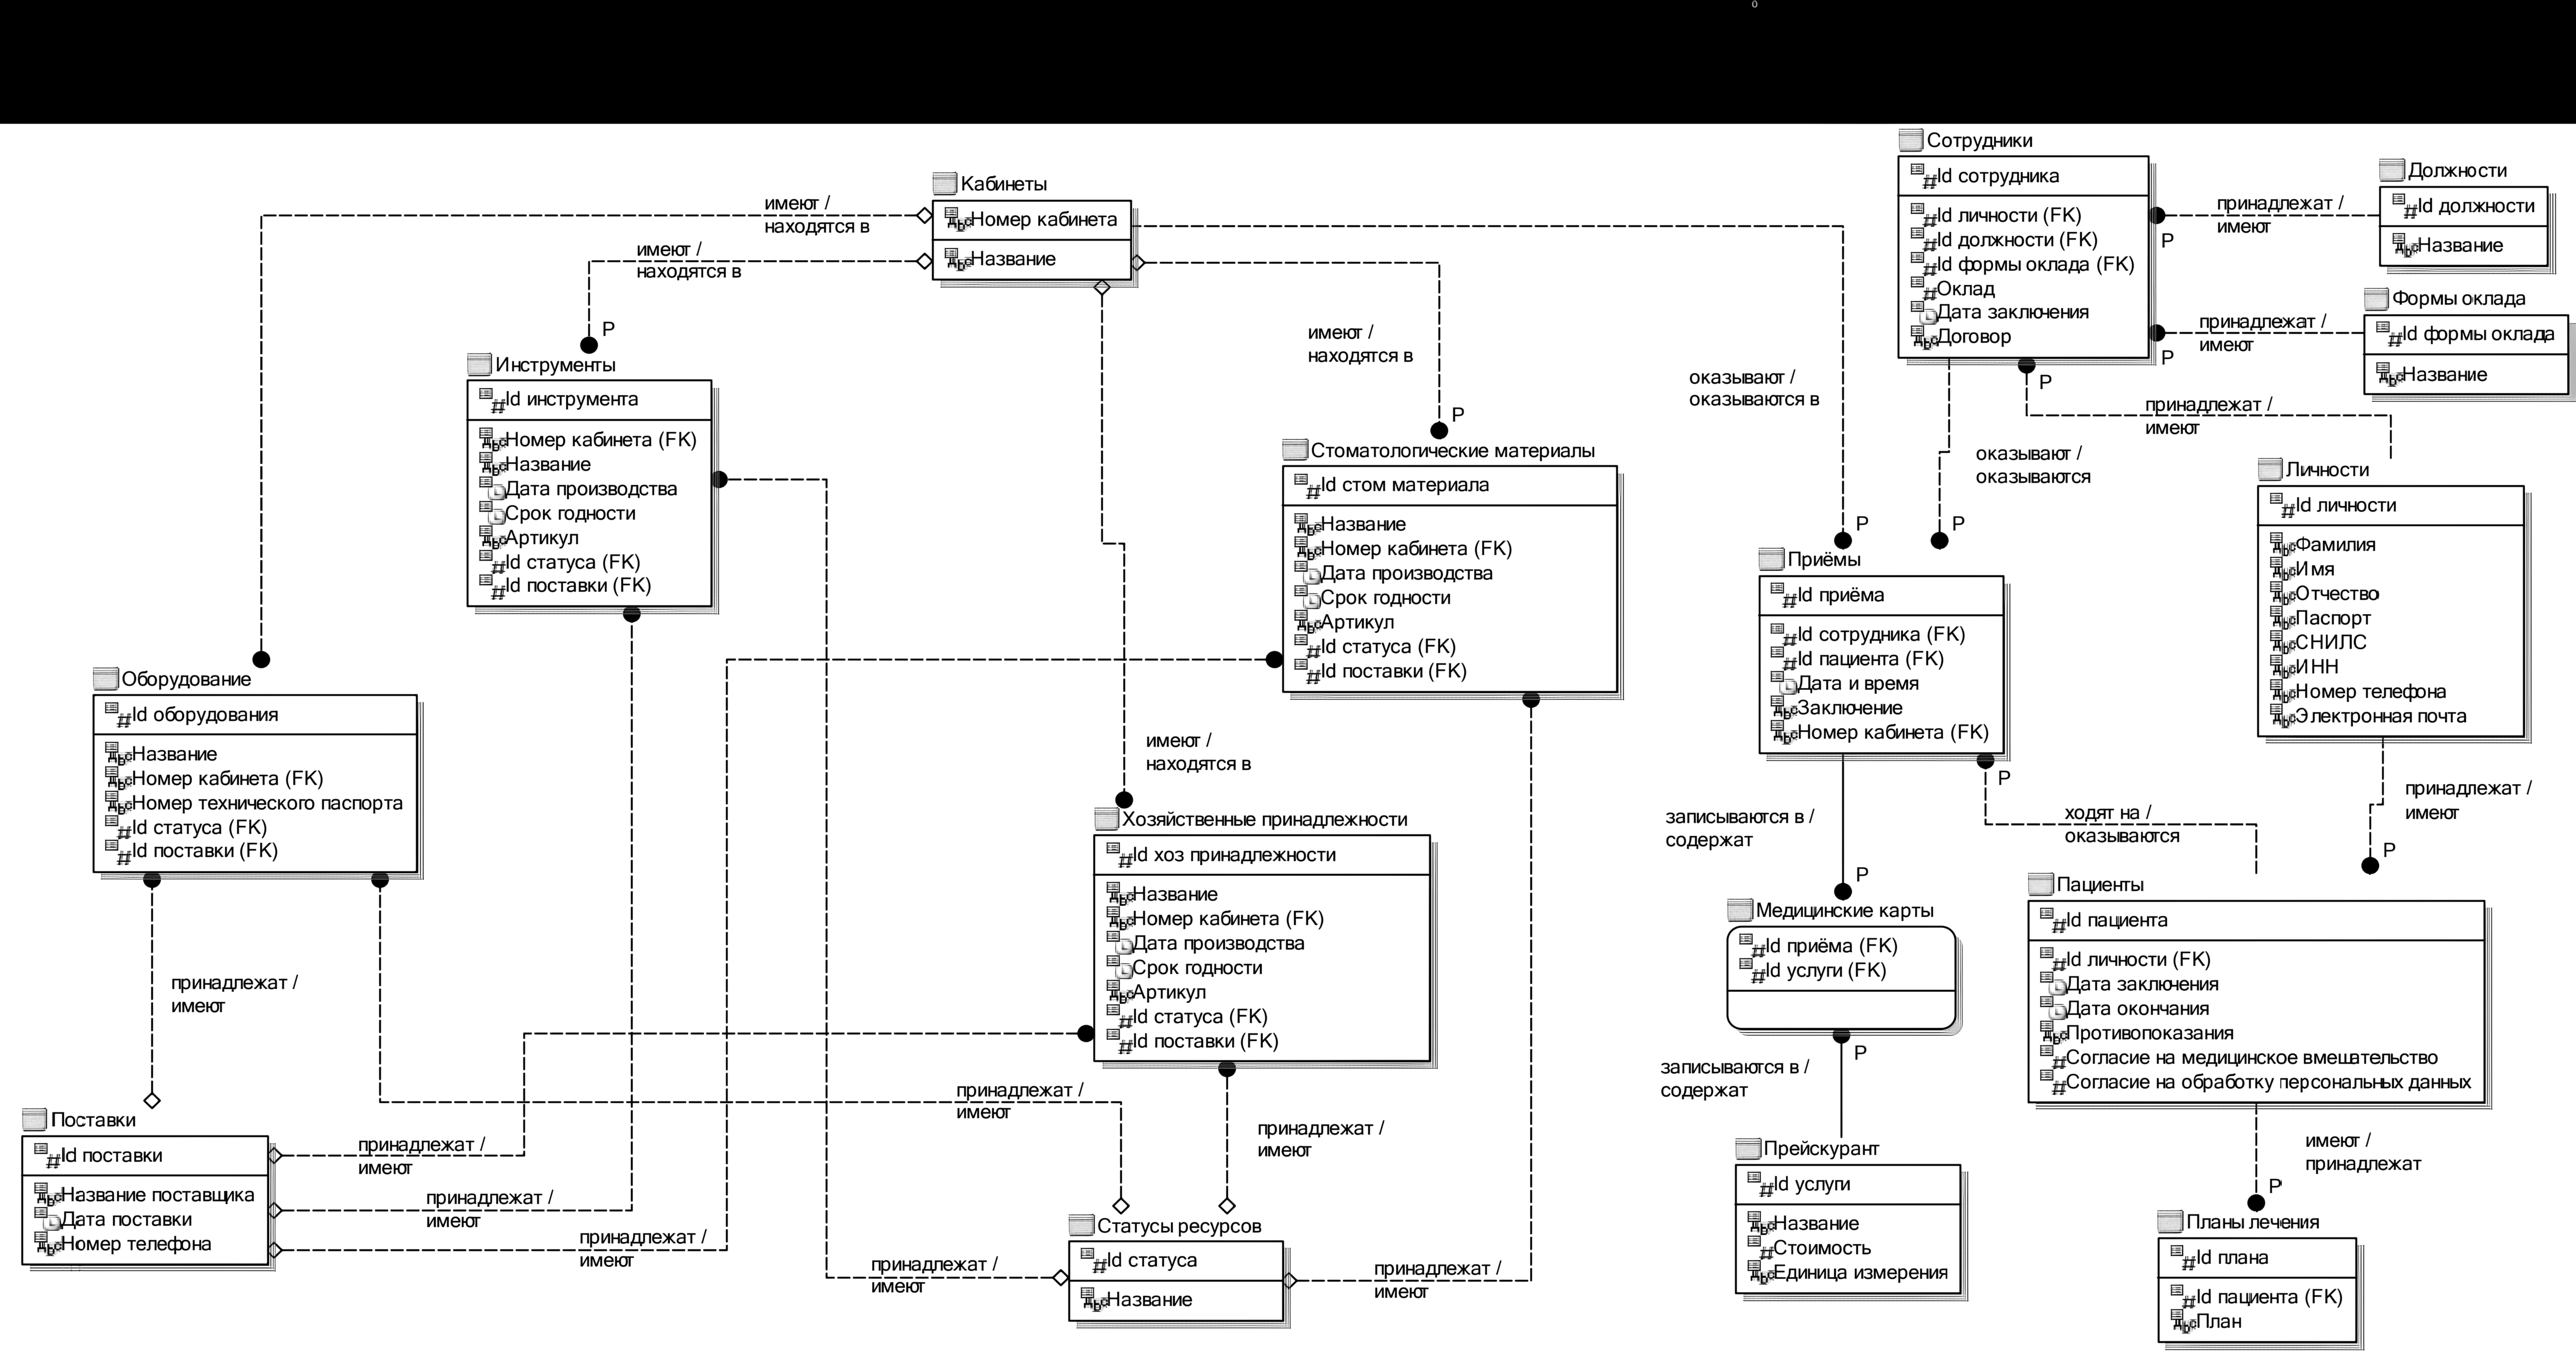 0
Сотрудники
Id сотрудника
Id личности (FK)
Id должности (FK)
Id формы оклада (FK)
Оклад
Дата заключения
Договор
принадлежат /
имеют
P
Должности
Id должности
Название
принадлежат /
имеют
P
Формы оклада
Id формы оклада
Название
P
принадлежат /
имеют
Кабинеты
Номер кабинета
Название
имеют /
находятся в
имеют /
находятся в
P
имеют /
находятся в
P
оказывают /
оказываются в
P
оказывают /
оказываются
P
Инструменты
Id инструмента
Номер кабинета (FK)
Название
Дата производства
Срок годности
Артикул
Id статуса (FK)
Id поставки (FK)
Стоматологические материалы
Id стом материала
Название
Номер кабинета (FK)
Дата производства
Срок годности
Артикул
Id статуса (FK)
Id поставки (FK)
Личности
Id личности
Фамилия
Имя
Отчество
Паспорт
СНИЛС
ИНН
Номер телефона
Электронная почта
Приёмы
Id приёма
Id сотрудника (FK)
Id пациента (FK)
Дата и время
Заключение
Номер кабинета (FK)
Оборудование
Id оборудования
Название
Номер кабинета (FK)
Номер технического паспорта
Id статуса (FK)
Id поставки (FK)
имеют /
находятся в
Хозяйственные принадлежности
Id хоз принадлежности
Название
Номер кабинета (FK)
Дата производства
Срок годности
Артикул
Id статуса (FK)
Id поставки (FK)
записываются в /
содержат
P
P
ходят на /
оказываются
принадлежат /
имеют
P
Медицинские карты
Id приёма (FK)
Id услуги (FK)
Пациенты
Id пациента
Id личности (FK)
Дата заключения
Дата окончания
Противопоказания
Согласие на медицинское вмешательство
Согласие на обработку персональных данных
принадлежат /
имеют
P
записываются в /
содержат
принадлежат /
имеют
принадлежат /
имеют
Поставки
Id поставки
Название поставщика
Дата поставки
Номер телефона
принадлежат /
имеют
принадлежат /
имеют
принадлежат /
имеют
принадлежат /
имеют
Статусы ресурсов
Id статуса
Название
принадлежат /
имеют
Прейскурант
Id услуги
Название
Стоимость
Единица измерения
имеют /
принадлежат
P
Планы лечения
Id плана
Id пациента (FK)
План